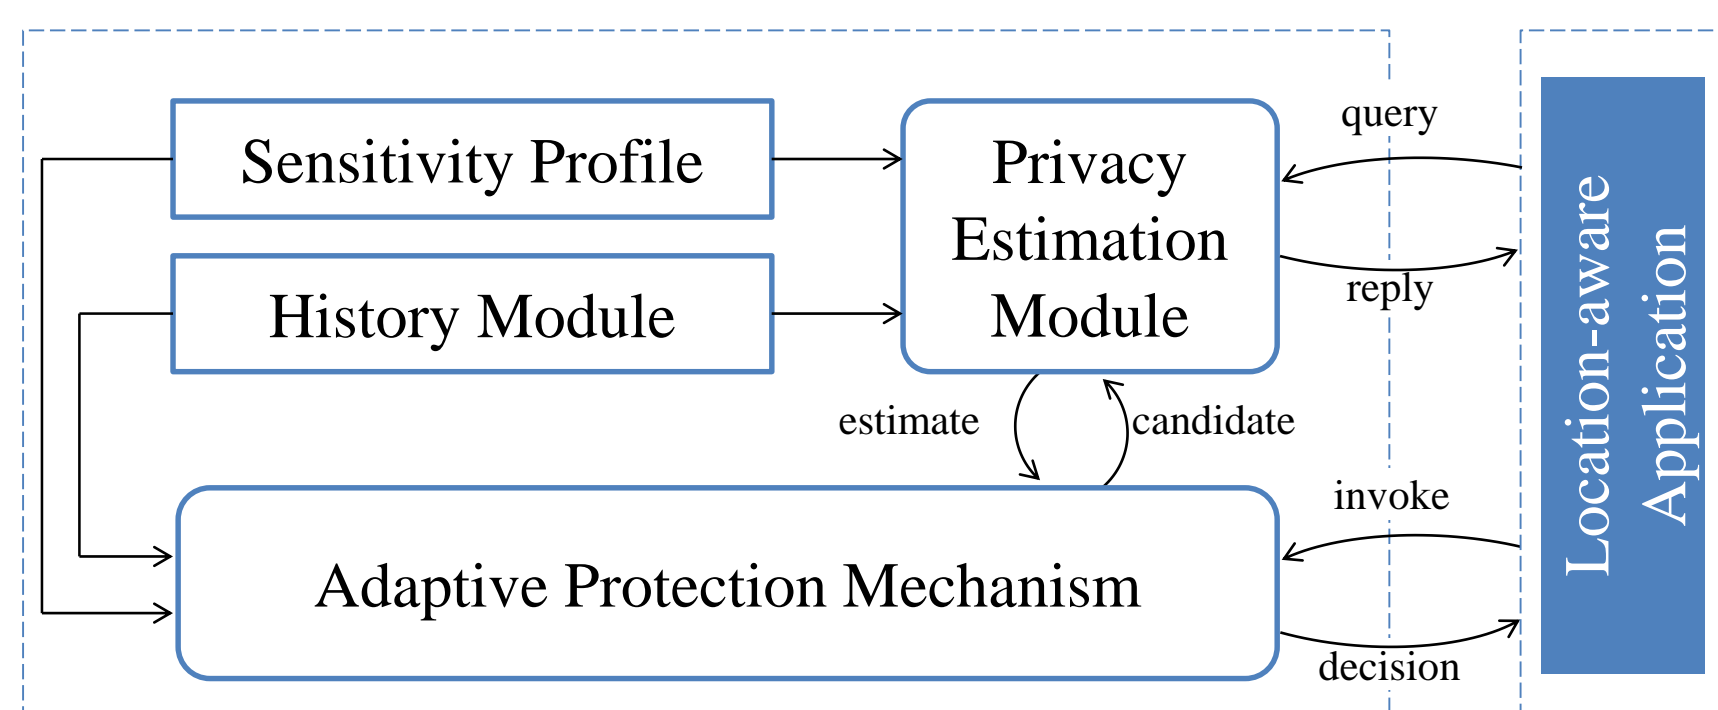 Sensitivity Profile
History Module
Privacy
Estimation
Module
query
reply
estimate
candidate
invoke
decision
Adaptive Protection Mechanism
Location-aware
Application